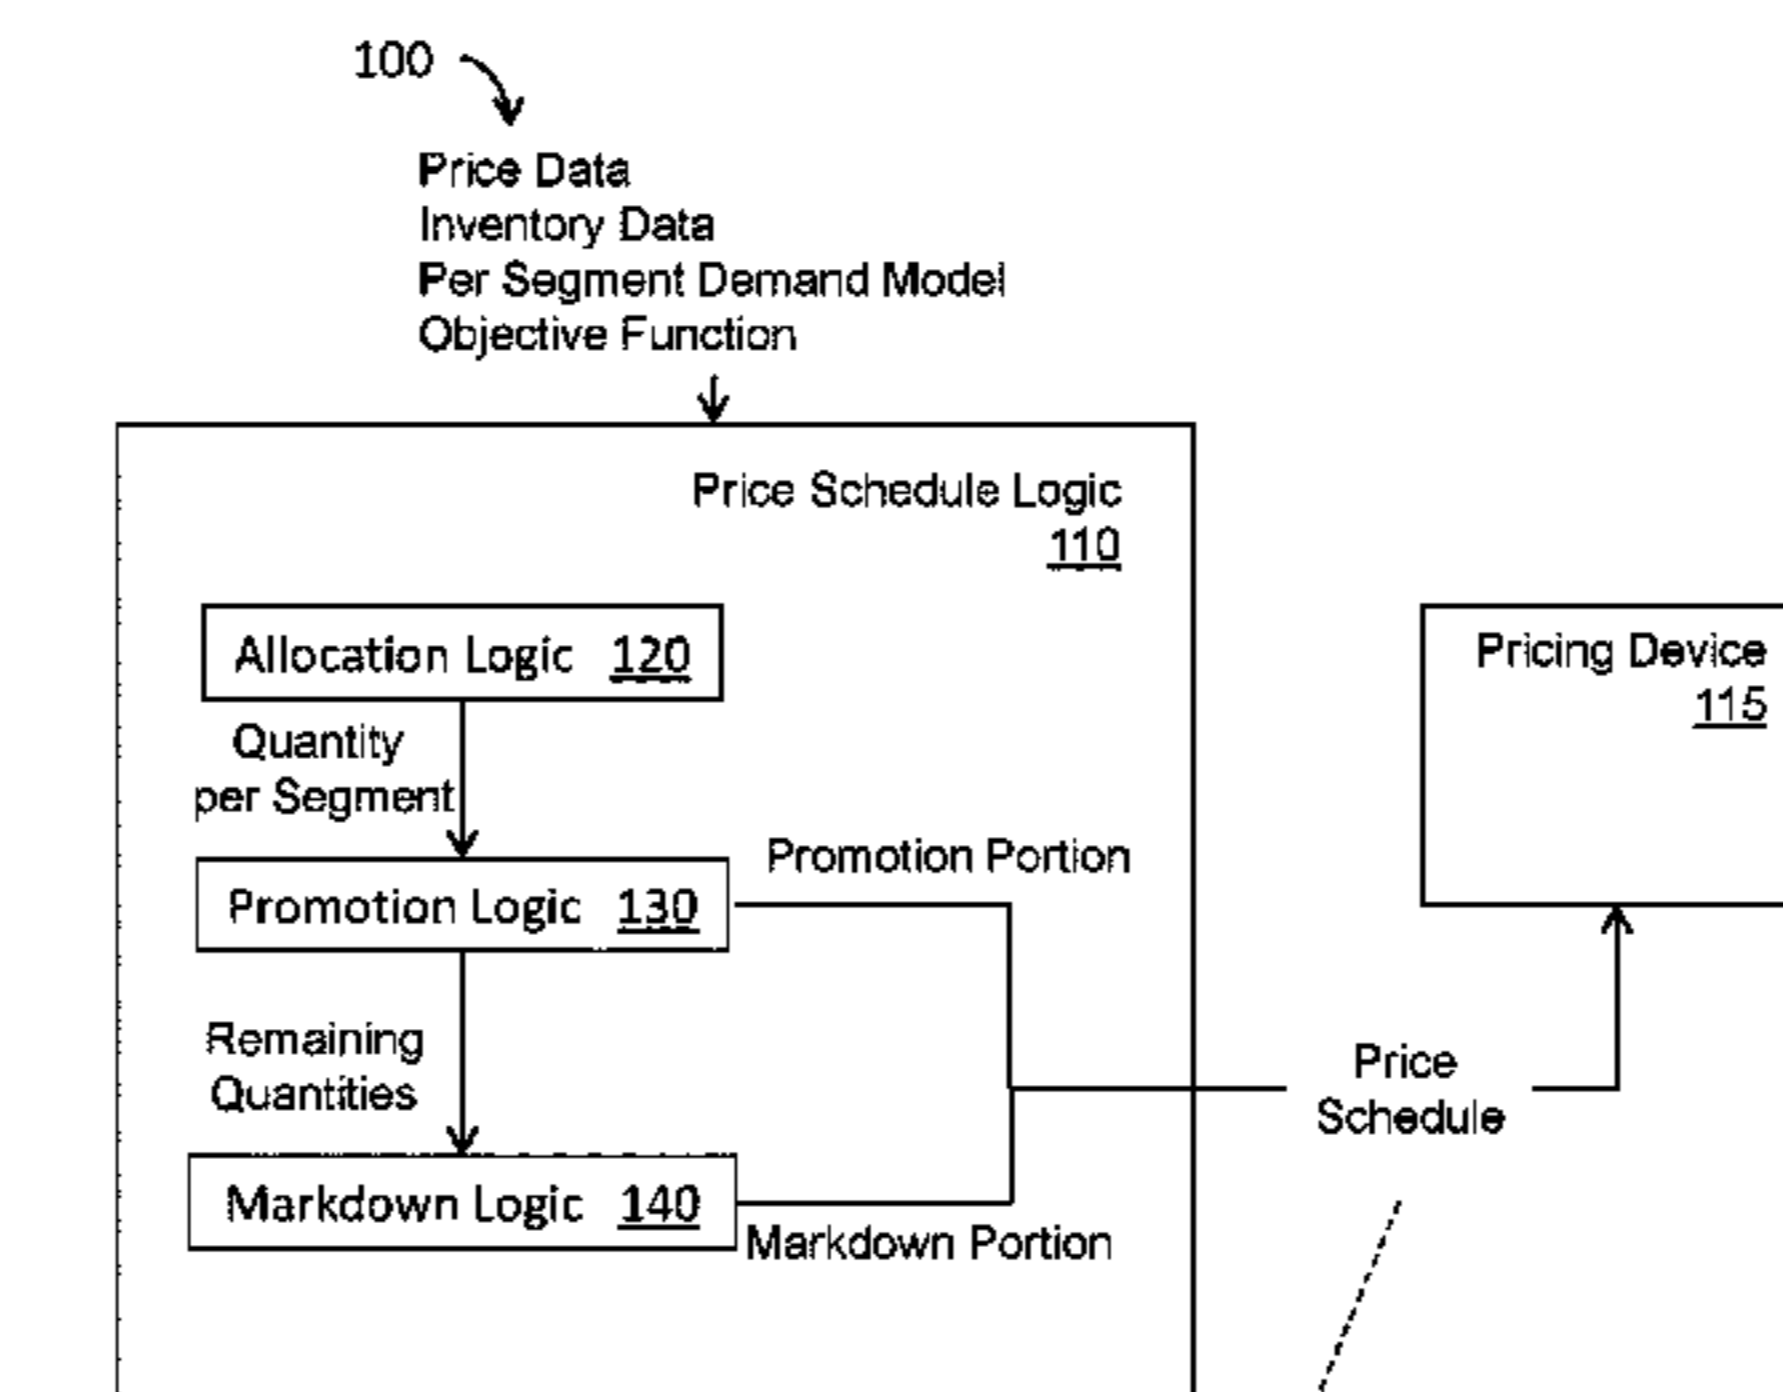 100
Price Data
Inventory Data
Per Segment Demand Model
Objective Function
Price Schedule Logic
110
Allocation Logic 120
Quantity
per Segment
Promotion Logic 130
Promotion Portion
Remaining
Quantities
Markdown Logic 140
Markdown Portion
Price
Schedule
Pricing Device
115